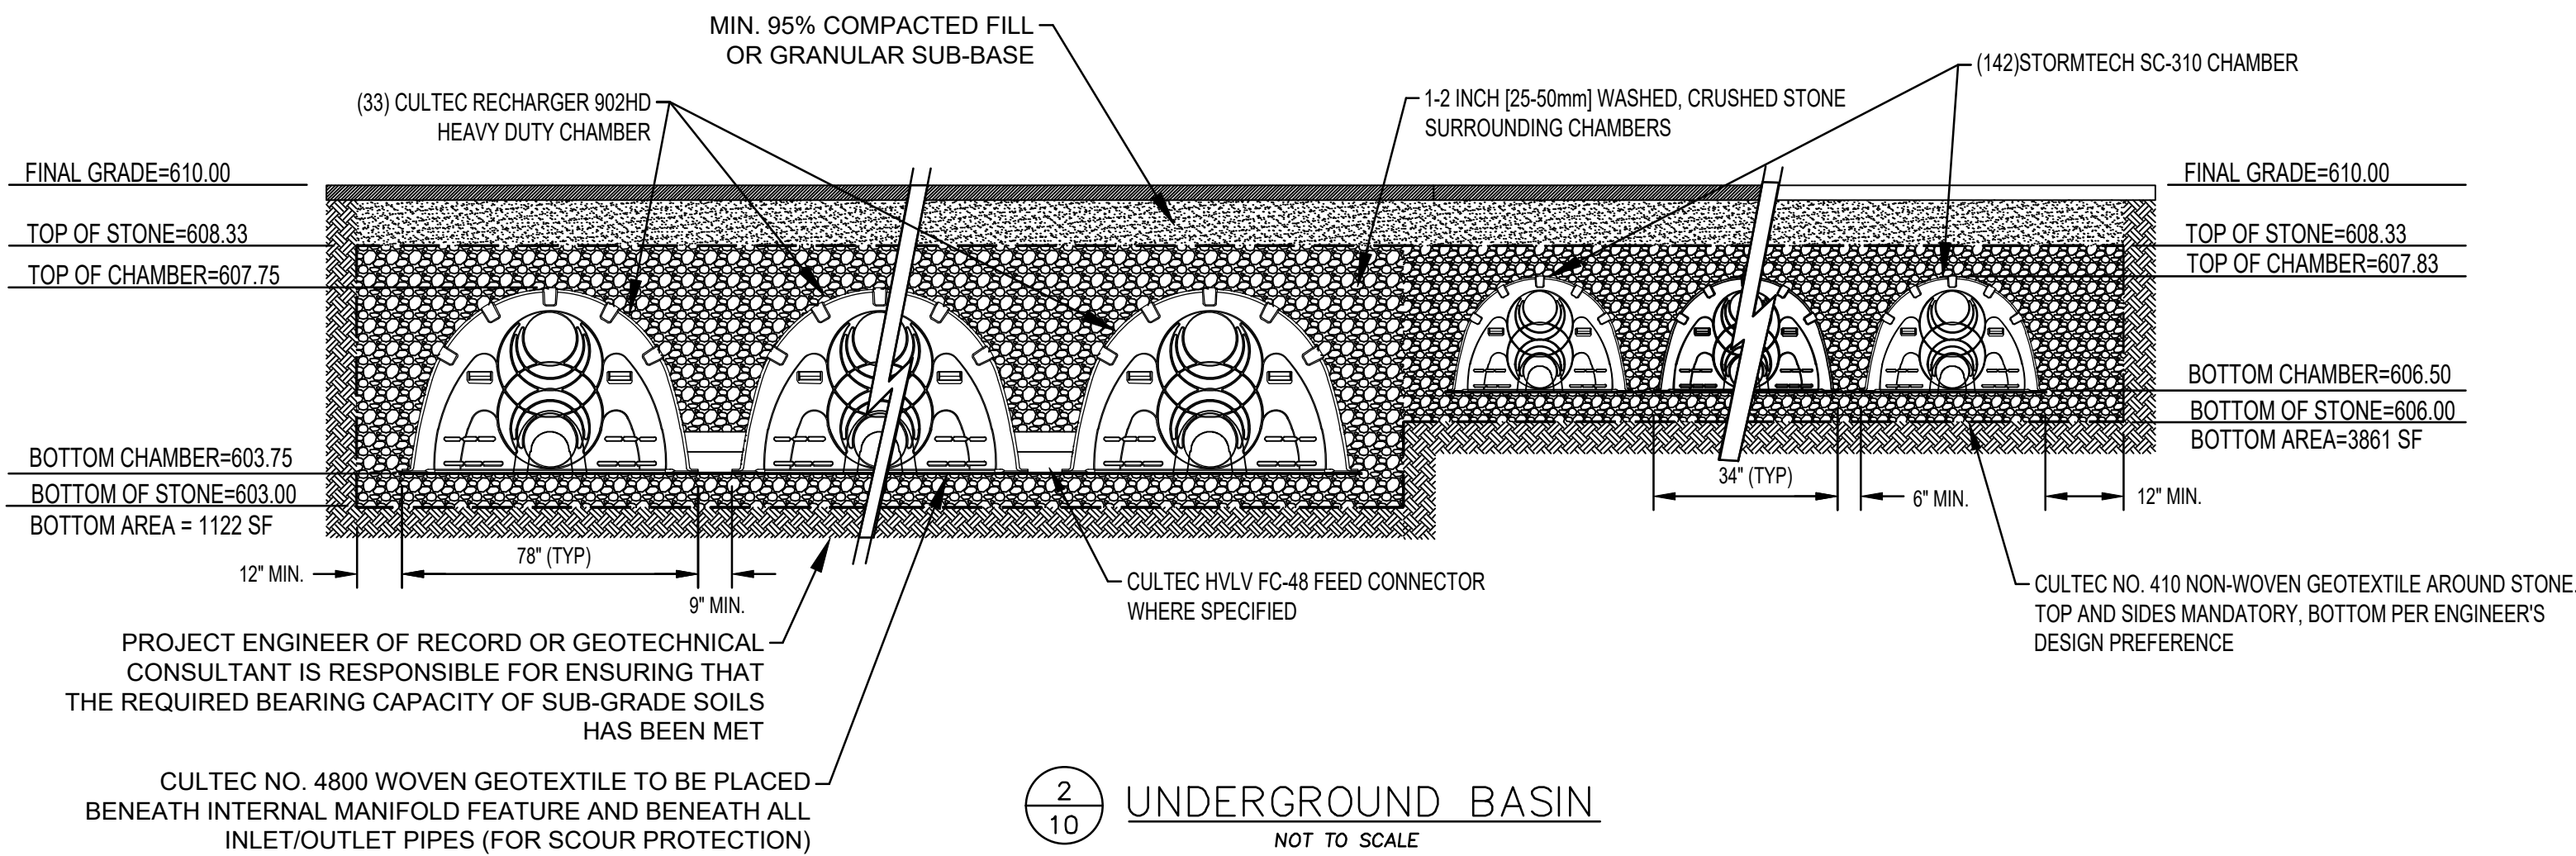 MIN. 95% COMPACTED FILL
OR GRANULAR SUB-BASE
(142)STORMTECH SC-310 CHAMBER
(33) CULTEC RECHARGER 902HD
HEAVY DUTY CHAMBER
1-2 INCH [25-50mm] WASHED, CRUSHED STONE
SURROUNDING CHAMBERS
FINAL GRADE=610.00
TOP OF STONE=608.33
TOP OF CHAMBER=607.75
BOTTOM CHAMBER=603.75
BOTTOM OF STONE=603.00
BOTTOM AREA = 1122 SF
FINAL GRADE=610.00
TOP OF STONE=608.33
TOP OF CHAMBER=607.83
BOTTOM CHAMBER=606.50
BOTTOM OF STONE=606.00
BOTTOM AREA=3861 SF
12" MIN.
78" (TYP)
9" MIN.
34" (TYP)
6" MIN.
12" MIN.
CULTEC HVLV FC-48 FEED CONNECTOR
WHERE SPECIFIED
CULTEC NO. 410 NON-WOVEN GEOTEXTILE AROUND STONE.
TOP AND SIDES MANDATORY, BOTTOM PER ENGINEER'S
DESIGN PREFERENCE
PROJECT ENGINEER OF RECORD OR GEOTECHNICAL
CONSULTANT IS RESPONSIBLE FOR ENSURING THAT
THE REQUIRED BEARING CAPACITY OF SUB-GRADE SOILS
HAS BEEN MET
CULTEC NO. 4800 WOVEN GEOTEXTILE TO BE PLACED
BENEATH INTERNAL MANIFOLD FEATURE AND BENEATH ALL
INLET/OUTLET PIPES (FOR SCOUR PROTECTION)
2
10
UNDERGROUND BASIN
NOT TO SCALE